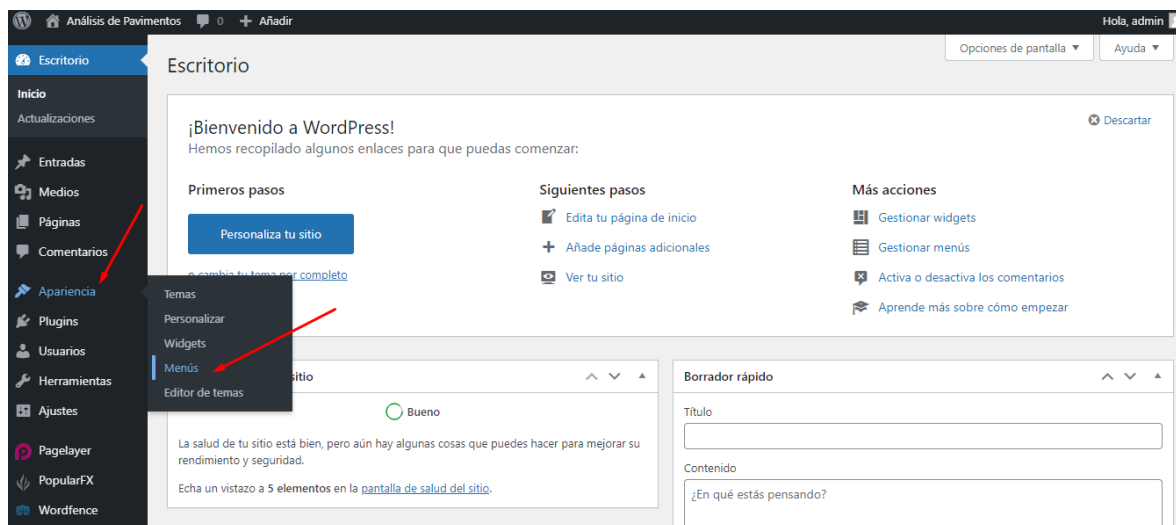 Análisis de Pavimentos 0 + Añadir
Hola, admin
Escritorio
Inicio
Actualizaciones
Entradas
Medios
Páginas
Comentarios
Apariencia
Plugins
Usuarios
Herramientas
Ajustes
Pagelayer
PopularFX
Wordfence
Temas
Personalizar
Widgets
Menús
Editor de temas
Escritorio
Opciones de pantalla ▼
Ayuda ▼
¡Bienvenido a WordPress!
Hemos recopilado algunos enlaces para que puedas comenzar:
Descartar
Primeros pasos
Personaliza tu sitio
o cambia tu tema por completo
Siguientes pasos
Edita tu página de inicio
Añade páginas adicionales
Ver tu sitio
Más acciones
Gestionar widgets
Gestionar menús
Activa o desactiva los comentarios
Aprende más sobre cómo empezar
sitio
Bueno
La salud de tu sitio está bien, pero aún hay algunas cosas que puedes hacer para mejorar su
rendimiento y seguridad.
Echa un vistazo a 5 elementos en la pantalla de salud del sitio.
Borrador rápido
Título
Contenido
¿En qué estás pensando?